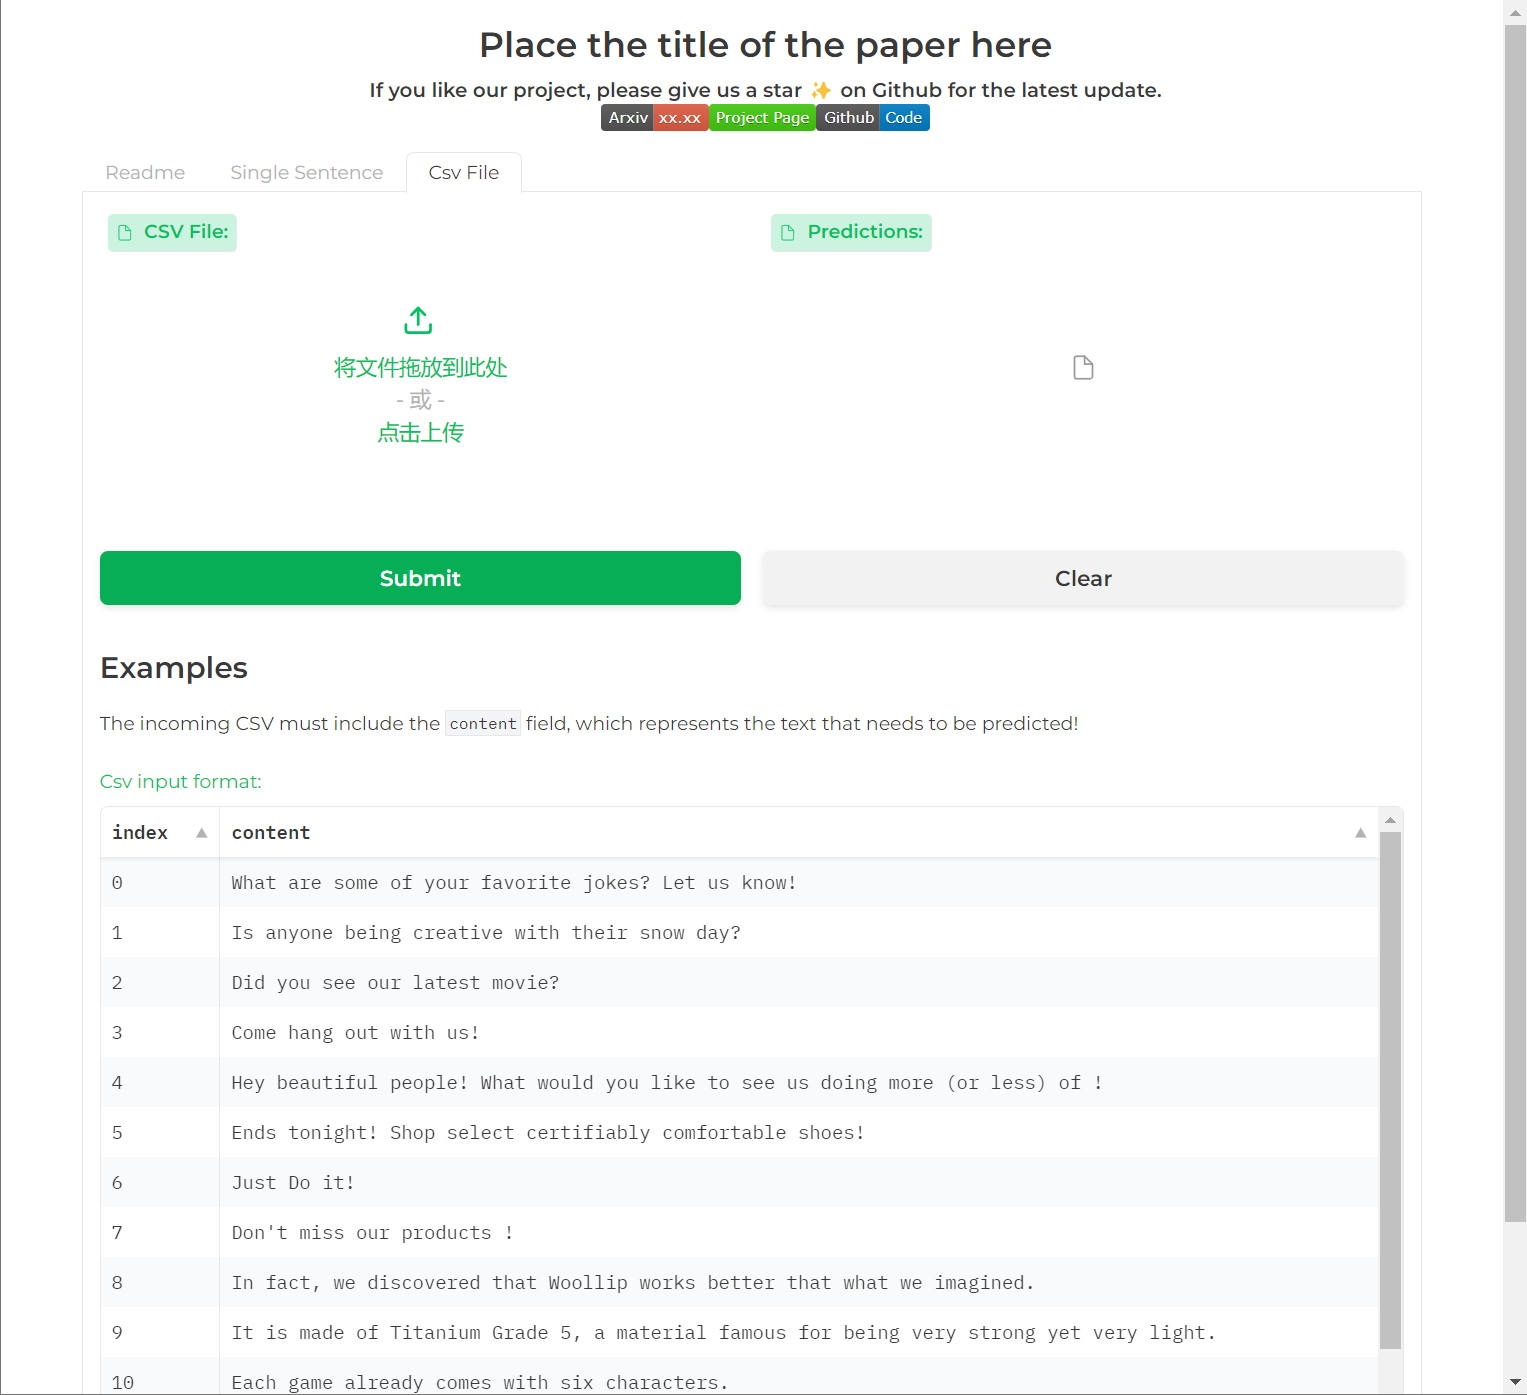 Place the title of the paper here
If you like our project, please give us a star ✨ on Github for the latest update.
Arxiv xx.xx Project Page Github Code
Readme Single Sentence Csv File
CSV File: Predictions:
将文件拖放到此处
- 或 -
点击上传
Submit Clear
Examples
The incoming CSV must include the content field, which represents the text that needs to be predicted!
Csv input format:
index content
0 What are some of your favorite jokes? Let us know!
1 Is anyone being creative with their snow day?
2 Did you see our latest movie?
3 Come hang out with us!
4 Hey beautiful people! What would you like to see us doing more (or less) of !
5 Ends tonight! Shop select certifiably comfortable shoes!
6 Just Do it!
7 Don't miss our products !
8 In fact, we discovered that Woollip works better that what we imagined.
9 It is made of Titanium Grade 5, a material famous for being very strong yet very light.
10 Each game already comes with six characters.